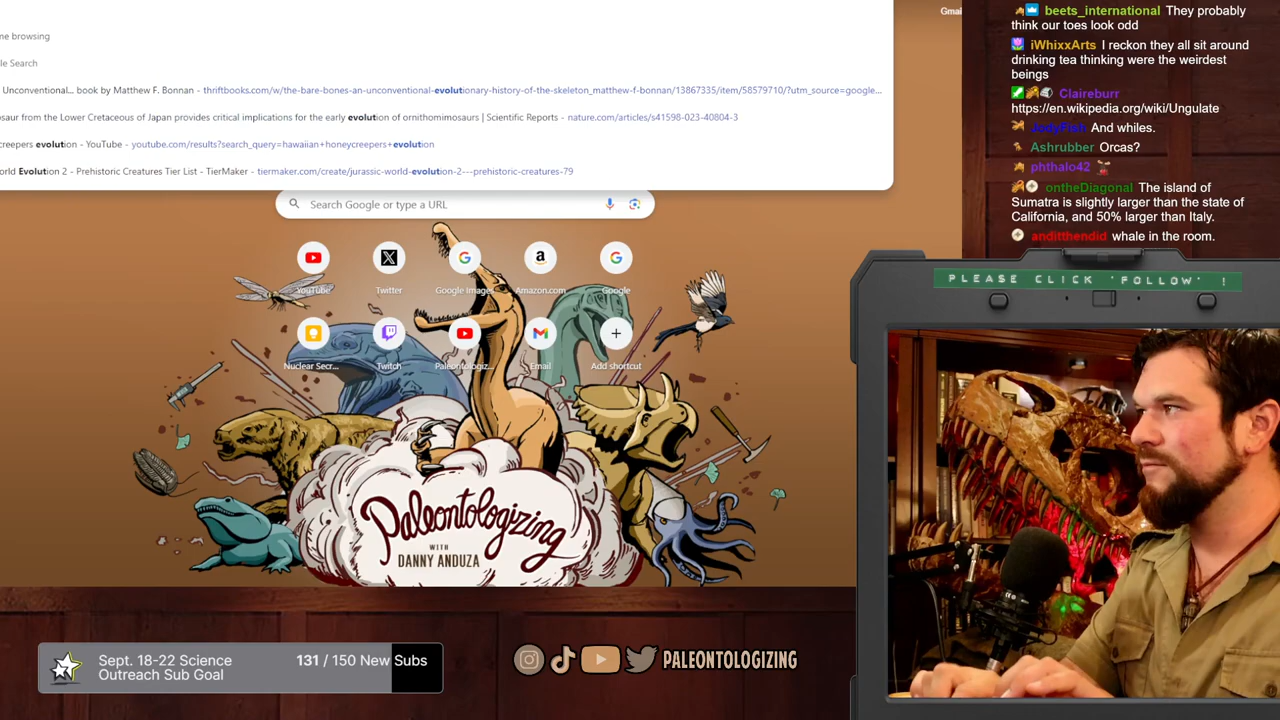 me browsing
le Search
Unconventional... book by Matthew F. Bonnan - thriftbooks.com/w/the-bare-bones-an-unconventional-evolutionary-history-of-the-skeleton_matthew-f-bonnan/13867335/item/58579710/?utm_source=google...
osaur from the Lower Cretaceous of Japan provides critical implications for the early evolution of ornithomimosaurs | Scientific Reports - nature.com/articles/s41598-023-40804-3
creepers evolution - YouTube - youtube.com/results?search_query=hawaiian+honeycreepers+evolution
orld Evolution 2 - Prehistoric Creatures Tier List - TierMaker - tiermaker.com/create/jurassic-world-evolution-2---prehistoric-creatures-79
Gmai
Search Google or type a URL
YouTube
Twitter
Google Images
Amazon.com
Google
Nuclear Secr...
Twitch
Paleontologiz...
Email
Add shortcut
Paleontologizing
WITH
DANNY ANDUZA
beets_international They probably
think our toes look odd
iWhixxArts I reckon they all sit around
drinking tea thinking were the weirdest
beings
Claireburr
https://en.wikipedia.org/wiki/Ungulate
JodyFish And whiles.
Ashrubber Orcas?
phthalo42
ontheDiagonal The island of
Sumatra is slightly larger than the state of
California, and 50% larger than Italy.
anditthendid whale in the room.
PLEASE CLICK 'FOLLOW' !
Sept. 18-22 Science
Outreach Sub Goal
131 / 150 New Subs
PALEONTOLOGIZING